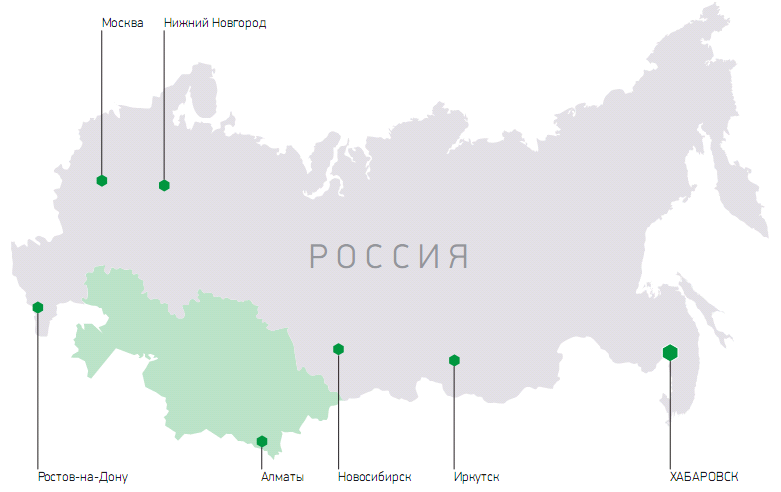 Москва
Нижний Новгород
РОССИЯ
Ростов-на-Дону
Алматы
Новосибирск
Иркутск
ХАБАРОВСК